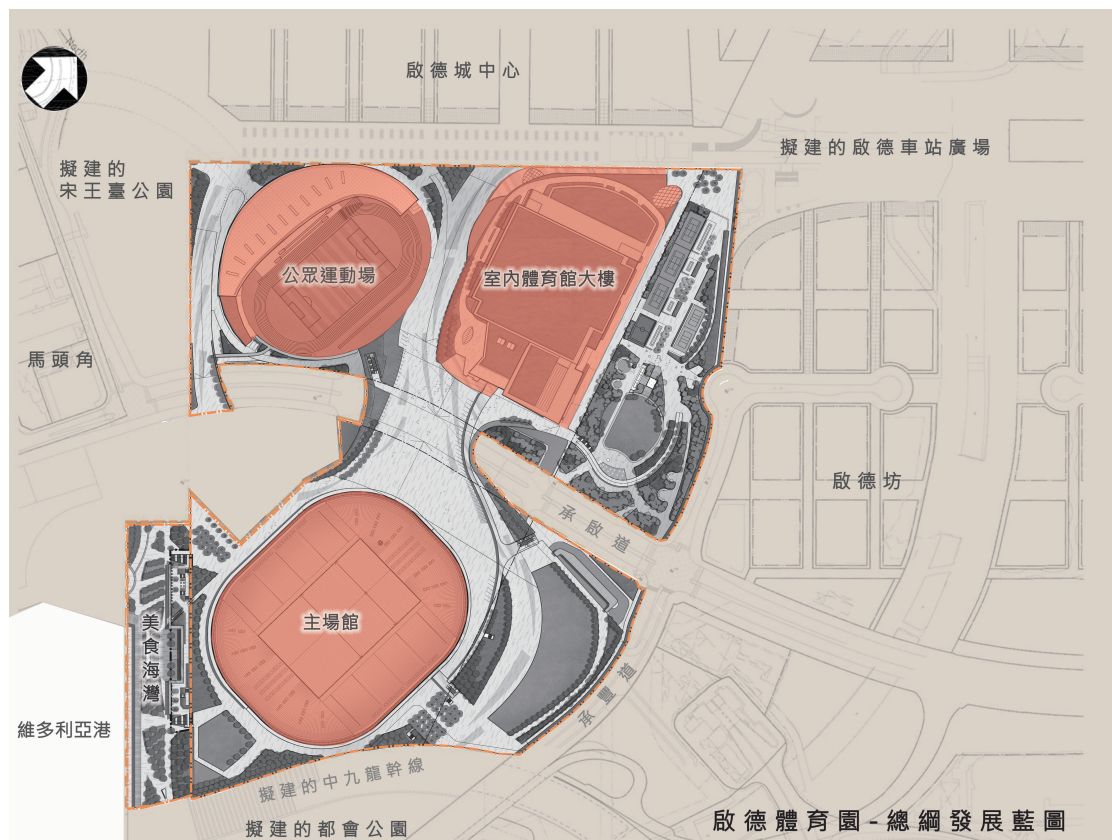 North
啟德城中心
擬建的啟德車站廣場
擬建的
宋王臺公園
公眾運動場
室內體育館大樓
馬頭角
啟德坊
承啟道
主場館
美食海灣
承豐道
維多利亞港
擬建的中九龍幹線
擬建的都會公園
啟德體育園-總綱發展藍圖